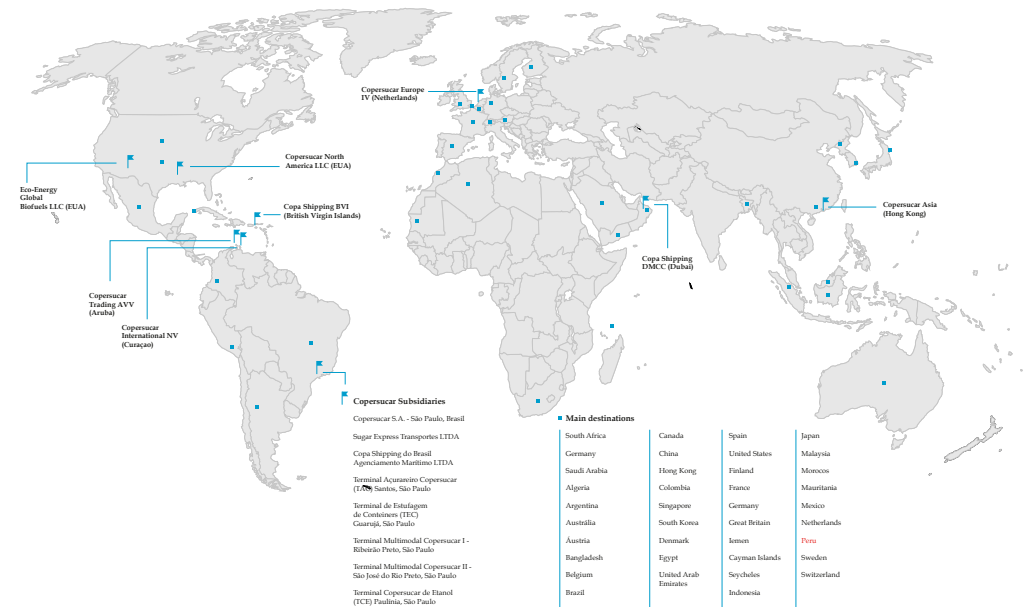 Copersucar Europe
IV (Netherlands)
Copersucar North
America LLC (EUA)
Eco-Energy
Global
Biofuels LLC (EUA)
Copa Shipping BVI
(British Virgin Islands)
Copersucar Asia
(Hong Kong)
Copa Shipping
DMCC (Dubai)
Copersucar
Trading AVV
(Aruba)
Copersucar
International NV
(Curaçao)
Copersucar Subsidiaries
Copersucar S.A. - São Paulo, Brasil
Sugar Express Transportes LTDA
Copa Shipping do Brasil
Agenciamento Marítimo LTDA
Terminal Açurareiro Copersucar
(TAC) Santos, São Paulo
Terminal de Estufagem
de Conteiners (TEC)
Guarujá, São Paulo
Terminal Multimodal Copersucar I -
Ribeirão Preto, São Paulo
Terminal Multimodal Copersucar II -
São José do Rio Preto, São Paulo
Terminal Copersucar de Etanol
(TCE) Paulínia, São Paulo
Main destinations
South Africa
Germany
Saudi Arabia
Algeria
Argentina
Austrália
Áustria
Bangladesh
Belgium
Brazil
Canada
China
Hong Kong
Colombia
Singapore
South Korea
Denmark
Egypt
United Arab
Emirates
Spain
United States
Finland
France
Germany
Great Britain
Iemen
Cayman Islands
Seycheles
Indonesia
Japan
Malaysia
Morocos
Mauritania
Mexico
Netherlands
Peru
Sweden
Switzerland